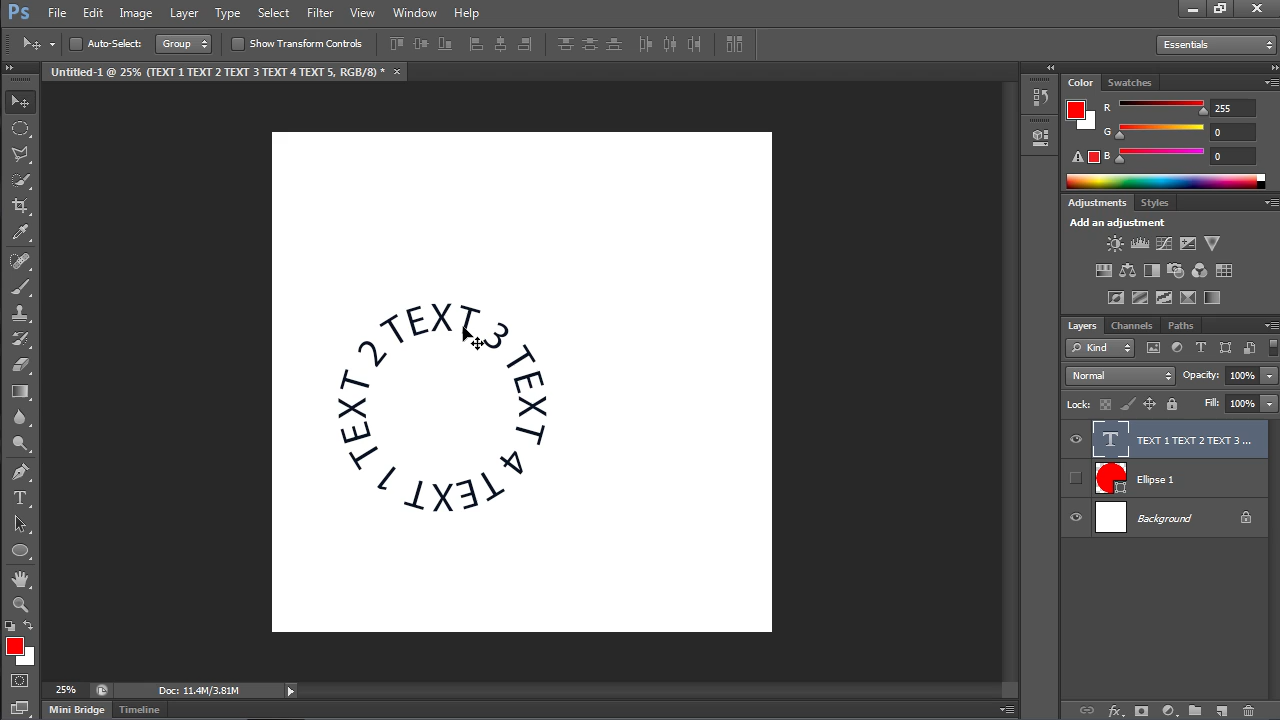 Ps File Edit Image Layer Type Select Filter View Window Help
Auto-Select: Group Show Transform Controls Essentials
Untitled-1 @ 25% (TEXT 1 TEXT 2 TEXT 3 TEXT 4 TEXT 5, RGB/8) * ×
TEXT 1 TEXT 2 TEXT 3 TEXT 4 TEXT
Color Swatches
R 255
G 0
B 0
Adjustments Styles
Add an adjustment
Layers Channels Paths
Kind
Normal Opacity: 100%
Lock: Fill: 100%
T TEXT 1 TEXT 2 TEXT 3 ...
Ellipse 1
Background
25% Doc: 11.4M/3.81M
Mini Bridge Timeline